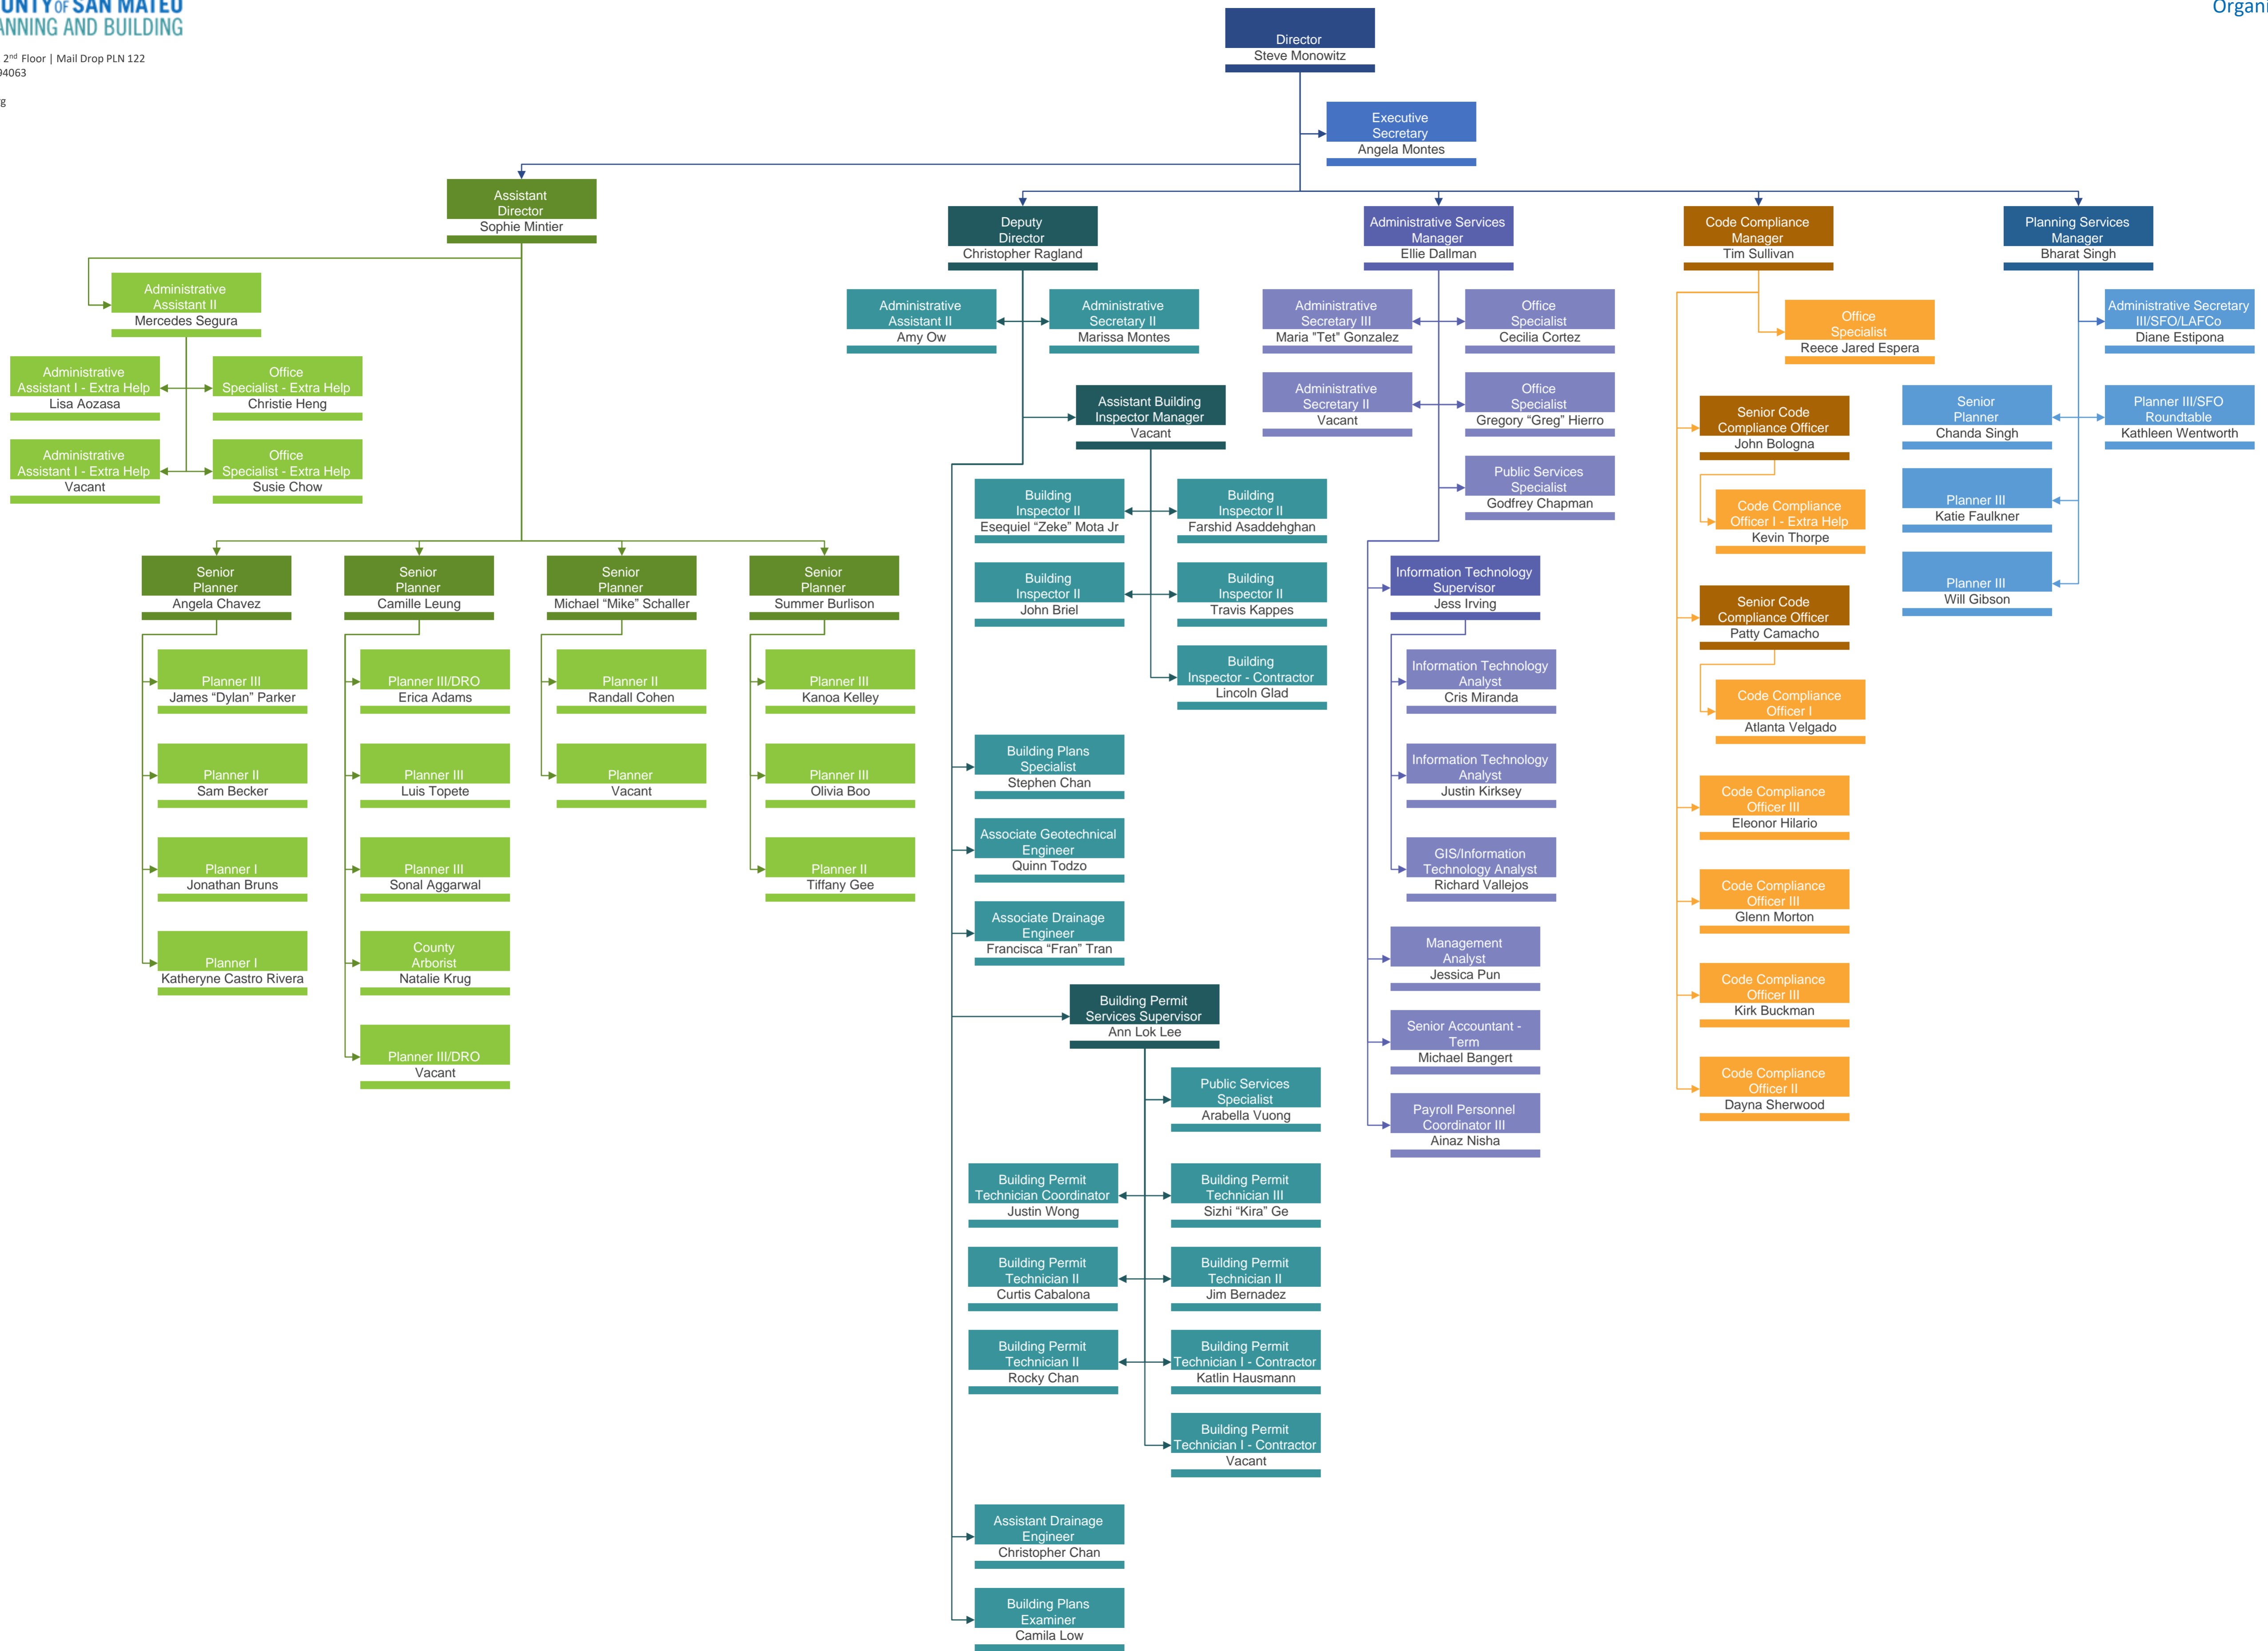 COUNTY OF SAN MATEO
PLANNING AND BUILDING
Organi
2nd Floor | Mail Drop PLN 122
94063
Director
Steve Monowitz
Executive
Secretary
Angela Montes
Assistant
Director
Sophie Mintier
Deputy
Director
Christopher Ragland
Administrative Services
Manager
Ellie Dallman
Code Compliance
Manager
Tim Sullivan
Planning Services
Manager
Bharat Singh
Administrative
Assistant II
Mercedes Segura
Administrative
Assistant I - Extra Help
Lisa Aozasa
Office
Specialist - Extra Help
Christie Heng
Administrative
Assistant I - Extra Help
Vacant
Office
Specialist - Extra Help
Susie Chow
Senior
Planner
Angela Chavez
Planner III
James “Dylan” Parker
Planner II
Sam Becker
Planner I
Jonathan Bruns
Planner I
Katheryne Castro Rivera
Senior
Planner
Camille Leung
Planner III/DRO
Erica Adams
Planner III
Luis Topete
Planner III
Sonal Aggarwal
County
Arborist
Natalie Krug
Planner III/DRO
Vacant
Senior
Planner
Michael “Mike” Schaller
Planner II
Randall Cohen
Planner
Vacant
Senior
Planner
Summer Burlison
Planner III
Kanoa Kelley
Planner III
Olivia Boo
Planner II
Tiffany Gee
Administrative
Assistant II
Amy Ow
Administrative
Secretary II
Marissa Montes
Assistant Building
Inspector Manager
Vacant
Building
Inspector II
Esequiel “Zeke” Mota Jr
Building
Inspector II
Farshid Asaddehghan
Building
Inspector II
John Briel
Building
Inspector II
Travis Kappes
Building
Inspector - Contractor
Lincoln Glad
Building Plans
Specialist
Stephen Chan
Associate Geotechnical
Engineer
Quinn Todzo
Associate Drainage
Engineer
Francisca “Fran” Tran
Building Permit
Services Supervisor
Ann Lok Lee
Public Services
Specialist
Arabella Vuong
Building Permit
Technician Coordinator
Justin Wong
Building Permit
Technician III
Sizhi “Kira” Ge
Building Permit
Technician II
Curtis Cabalona
Building Permit
Technician II
Jim Bernadez
Building Permit
Technician II
Rocky Chan
Building Permit
Technician I - Contractor
Katlin Hausmann
Building Permit
Technician I - Contractor
Vacant
Assistant Drainage
Engineer
Christopher Chan
Building Plans
Examiner
Camila Low
Administrative
Secretary III
Maria "Tet" Gonzalez
Office
Specialist
Cecilia Cortez
Administrative
Secretary II
Vacant
Office
Specialist
Gregory “Greg” Hierro
Public Services
Specialist
Godfrey Chapman
Information Technology
Supervisor
Jess Irving
Information Technology
Analyst
Cris Miranda
Information Technology
Analyst
Justin Kirksey
GIS/Information
Technology Analyst
Richard Vallejos
Management
Analyst
Jessica Pun
Senior Accountant -
Term
Michael Bangert
Payroll Personnel
Coordinator III
Ainaz Nisha
Office
Specialist
Reece Jared Espera
Senior Code
Compliance Officer
John Bologna
Code Compliance
Officer I - Extra Help
Kevin Thorpe
Senior Code
Compliance Officer
Patty Camacho
Code Compliance
Officer I
Atlanta Velgado
Code Compliance
Officer III
Eleonor Hilario
Code Compliance
Officer III
Glenn Morton
Code Compliance
Officer III
Kirk Buckman
Code Compliance
Officer II
Dayna Sherwood
Administrative Secretary
III/SFO/LAFCo
Diane Estipona
Senior
Planner
Chanda Singh
Planner III/SFO
Roundtable
Kathleen Wentworth
Planner III
Katie Faulkner
Planner III
Will Gibson